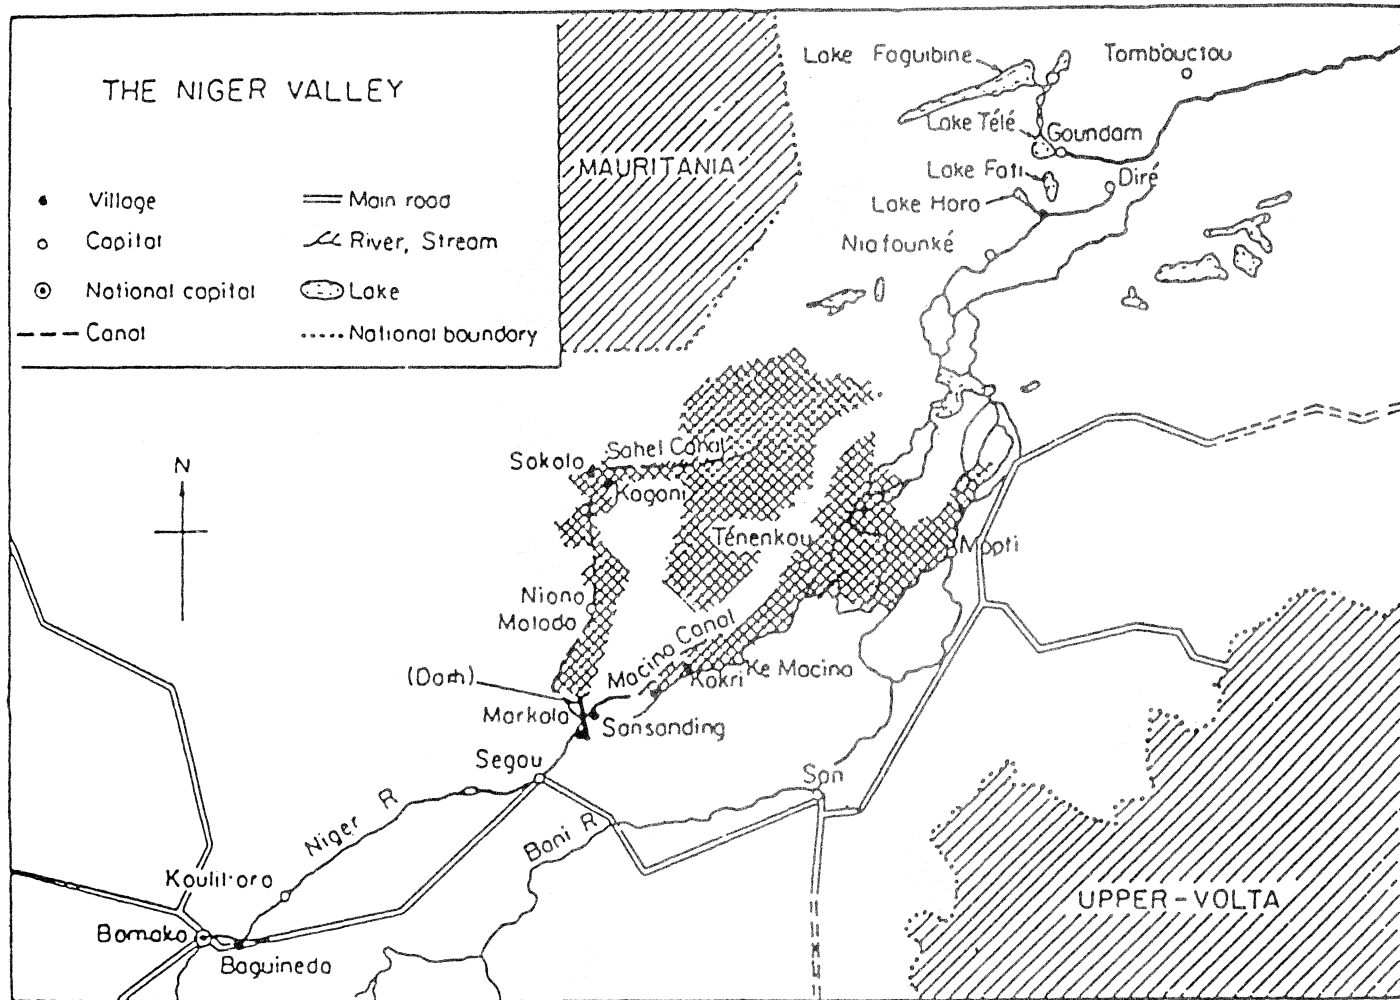 THE NIGER VALLEY
Village
Capital
National capital
Canal
Main road
River, Stream
Lake
National boundary
MAURITANIA
Lake Faguibine
Tombouctou
Lake Télé
Goundam
Lake Fati
Diré
Lake Horo
Niafounké
N
Sokolo
Sahel Canal
Kogoni
Ténenkou
Mopti
Niono
Molodo
Macina Canal
(Dam)
Kokri
Ke Macina
Markala
Sansanding
Segou
San
Niger R
Bani R
Koulikoro
Bamako
Baguineda
UPPER-VOLTA